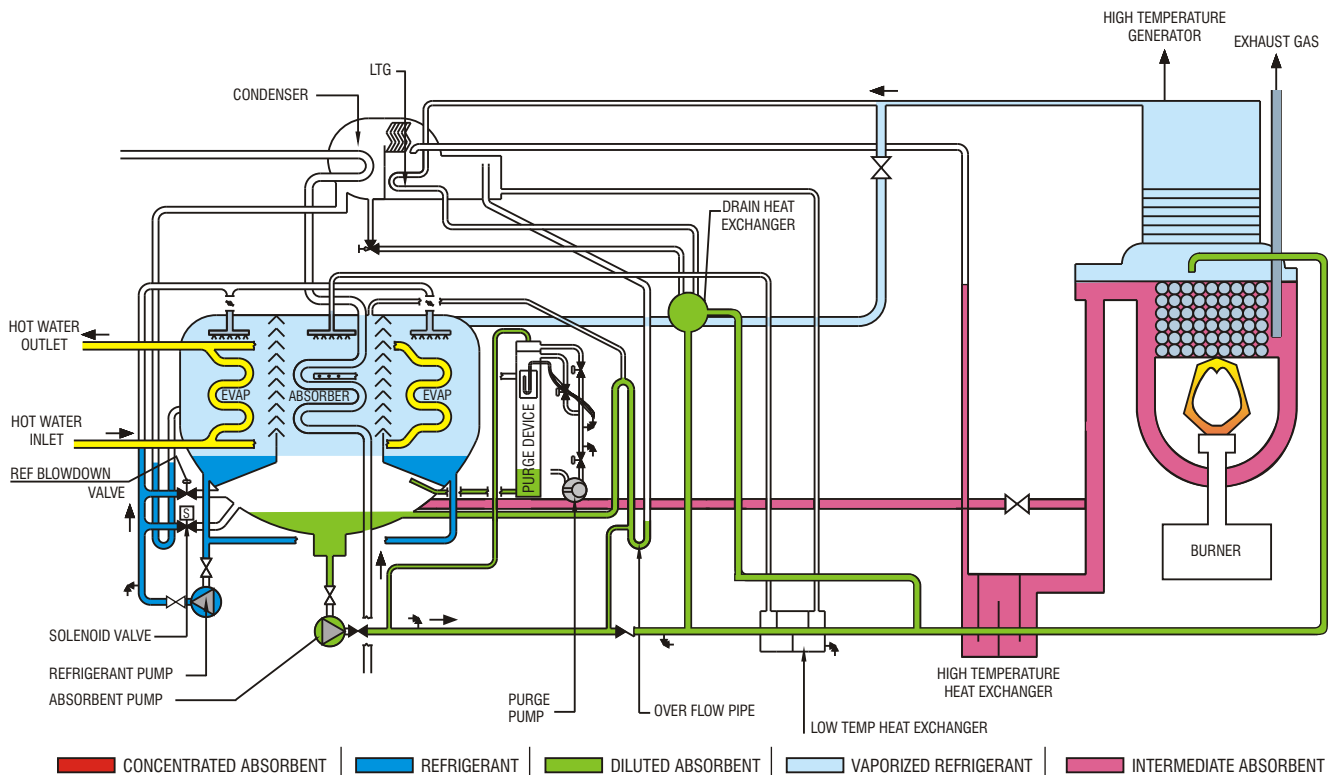 HIGH TEMPERATURE
GENERATOR
EXHAUST GAS
LTG
CONDENSER
DRAIN HEAT
EXCHANGER
HOT WATER
OUTLET
EVAP
ABSORBER
EVAP
HOT WATER
INLET
REF BLOWDOWN
VALVE
S
PURGE DEVICE
BURNER
SOLENOID VALVE
REFRIGERANT PUMP
ABSORBENT PUMP
PURGE
PUMP
OVER FLOW PIPE
LOW TEMP HEAT EXCHANGER
HIGH TEMPERATURE
HEAT EXCHANGER
CONCENTRATED ABSORBENT
REFRIGERANT
DILUTED ABSORBENT
VAPORIZED REFRIGERANT
INTERMEDIATE ABSORBENT